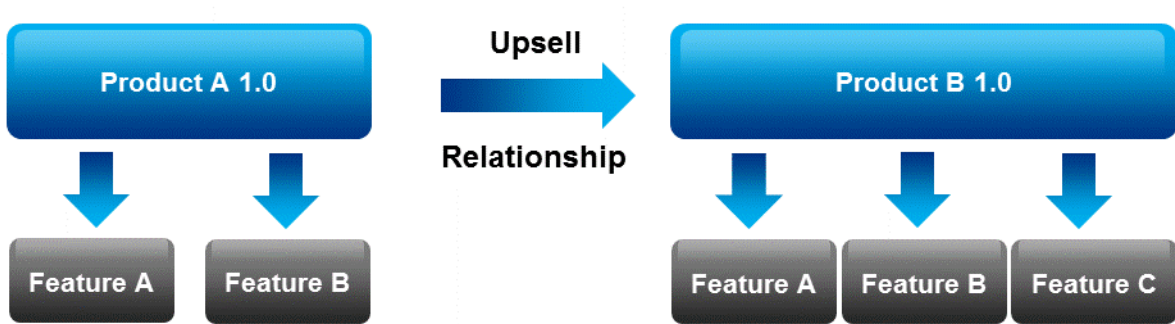 Upsell
Product A 1.0
Product B 1.0
Relationship
Feature A
Feature B
Feature A
Feature B
Feature C